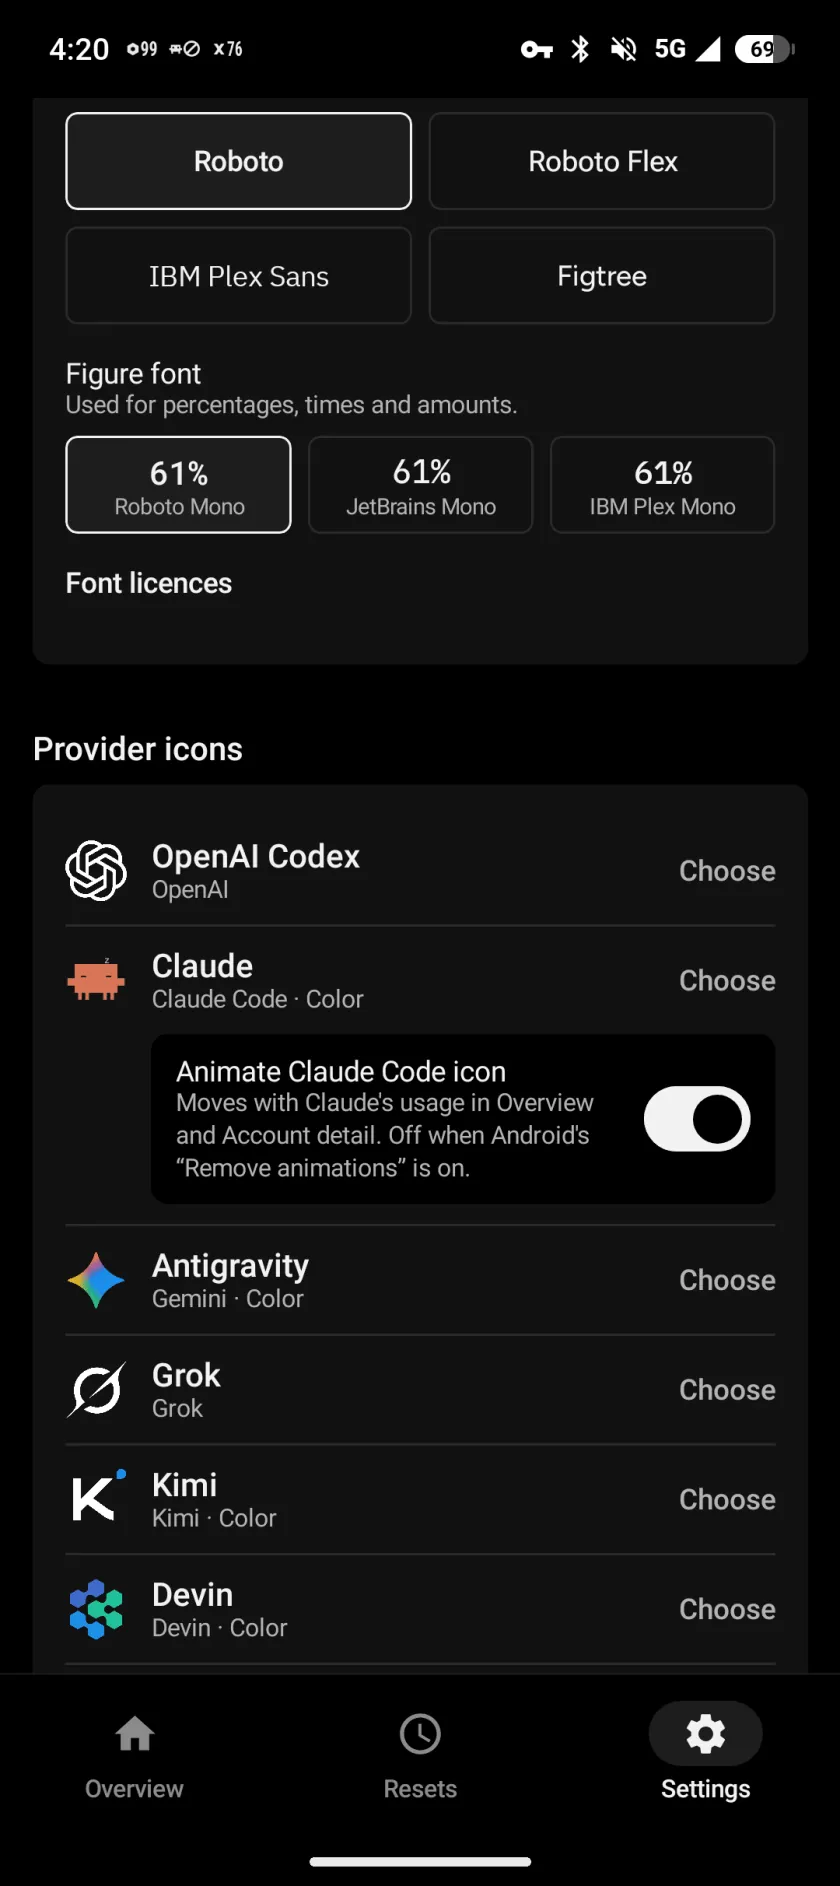 4:20 99 x76 5G 69
Roboto
Roboto Flex
IBM Plex Sans
Figtree
Figure font
Used for percentages, times and amounts.
61%
Roboto Mono
61%
JetBrains Mono
61%
IBM Plex Mono
Font licences
Provider icons
OpenAI Codex
OpenAI
Choose
z
Claude
Claude Code · Color
Choose
Animate Claude Code icon
Moves with Claude's usage in Overview
and Account detail. Off when Android's
“Remove animations” is on.
Antigravity
Gemini · Color
Choose
Grok
Grok
Choose
Kimi
Kimi · Color
Choose
Devin
Devin · Color
Choose
Overview
Resets
Settings